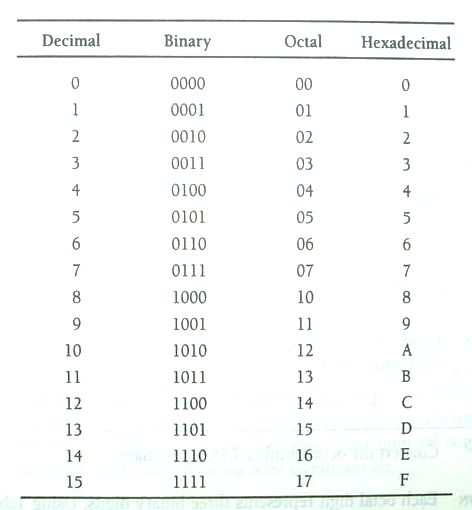 Decimal Binary Octal Hexadecimal
0 0000 00 0
1 0001 01 1
2 0010 02 2
3 0011 03 3
4 0100 04 4
5 0101 05 5
6 0110 06 6
7 0111 07 7
8 1000 10 8
9 1001 11 9
10 1010 12 A
11 1011 13 B
12 1100 14 C
13 1101 15 D
14 1110 16 E
15 1111 17 F